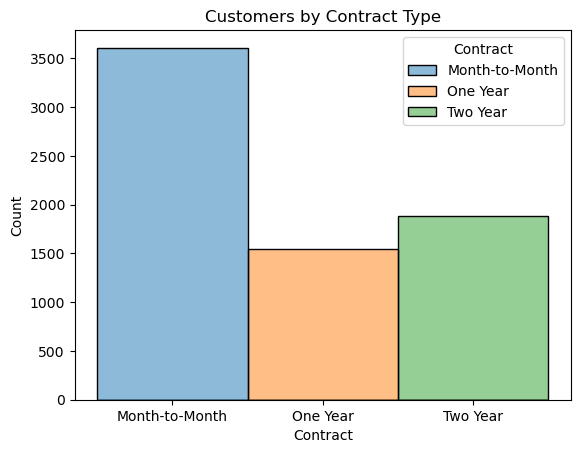 Customers by Contract Type
Contract
Month-to-Month
One Year
Two Year
3500
3000
2500
2000
1500
1000
500
0
Count
Month-to-Month
One Year
Two Year
Contract